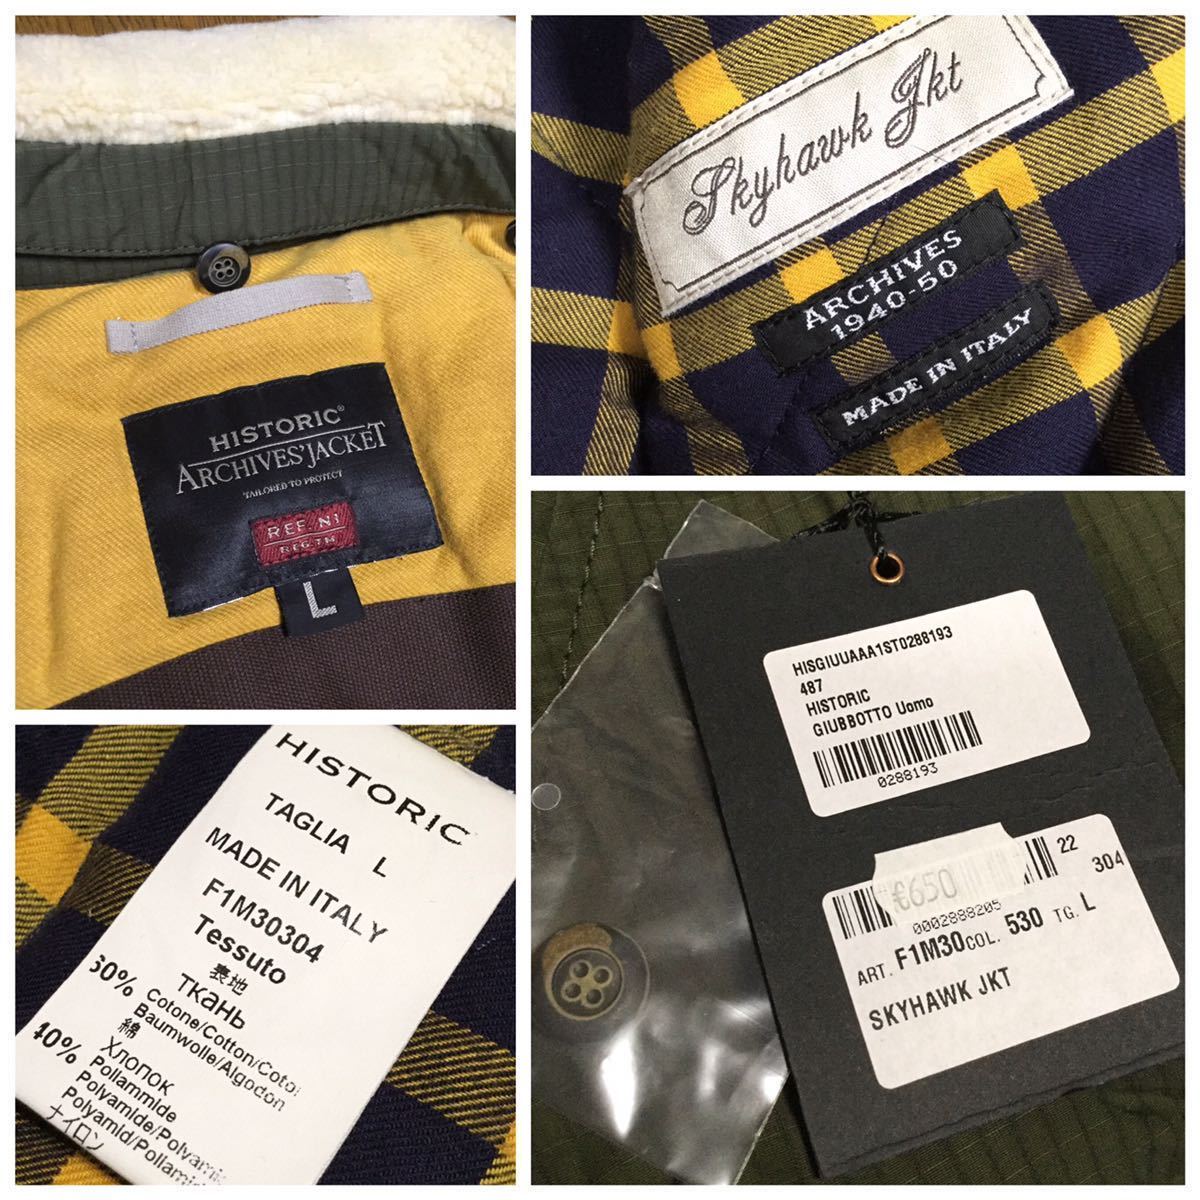 HISTORIC®
ARCHIVES' JACKET
TAILORED TO PROTECT
REF. N1
REG. TM
L
Skyhawk Jkt
ARCHIVES
1940-50
MADE IN ITALY
HISTORIC
TAGLIA L
MADE IN ITALY
F1M30304
Tessuto
表地
ТКАНЬ
60% Cotone/Cotton/Coto
Baumwolle/Algodon
綿
ХЛОПОК
40% Poliammide
Polyamide/Polyamid
Polyamid/Poliamid
ナイロン
HISGIUUAAA1ST0288193
487
HISTORIC
GIUBBOTTO Uomo
0288193
€650
22
304
0002888205
ART. F1M30 COL. 530 TG. L
SKYHAWK JKT